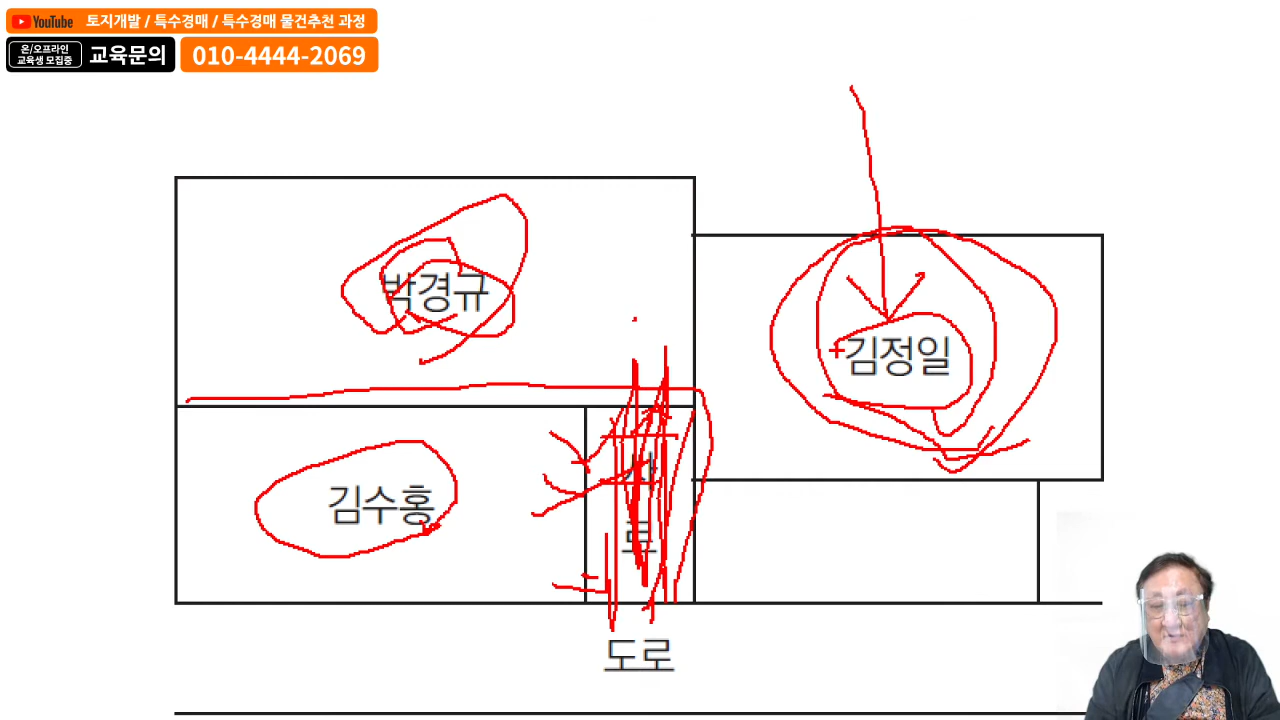 YouTube 토지개발 / 특수경매 / 특수경매 물건추천 과정
온/오프라인
교육생 모집중
교육문의 010-4444-2069
박경규
김정일
김수홍
사
도로